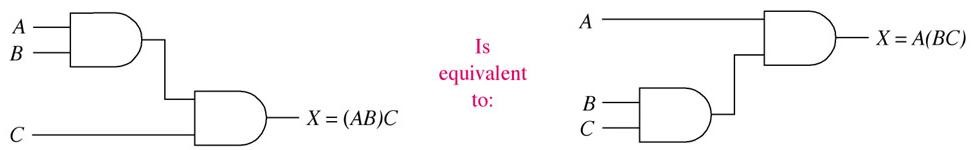 A
B
C
X = (AB)C
Is
equivalent
to:
A
B
C
X = A(BC)